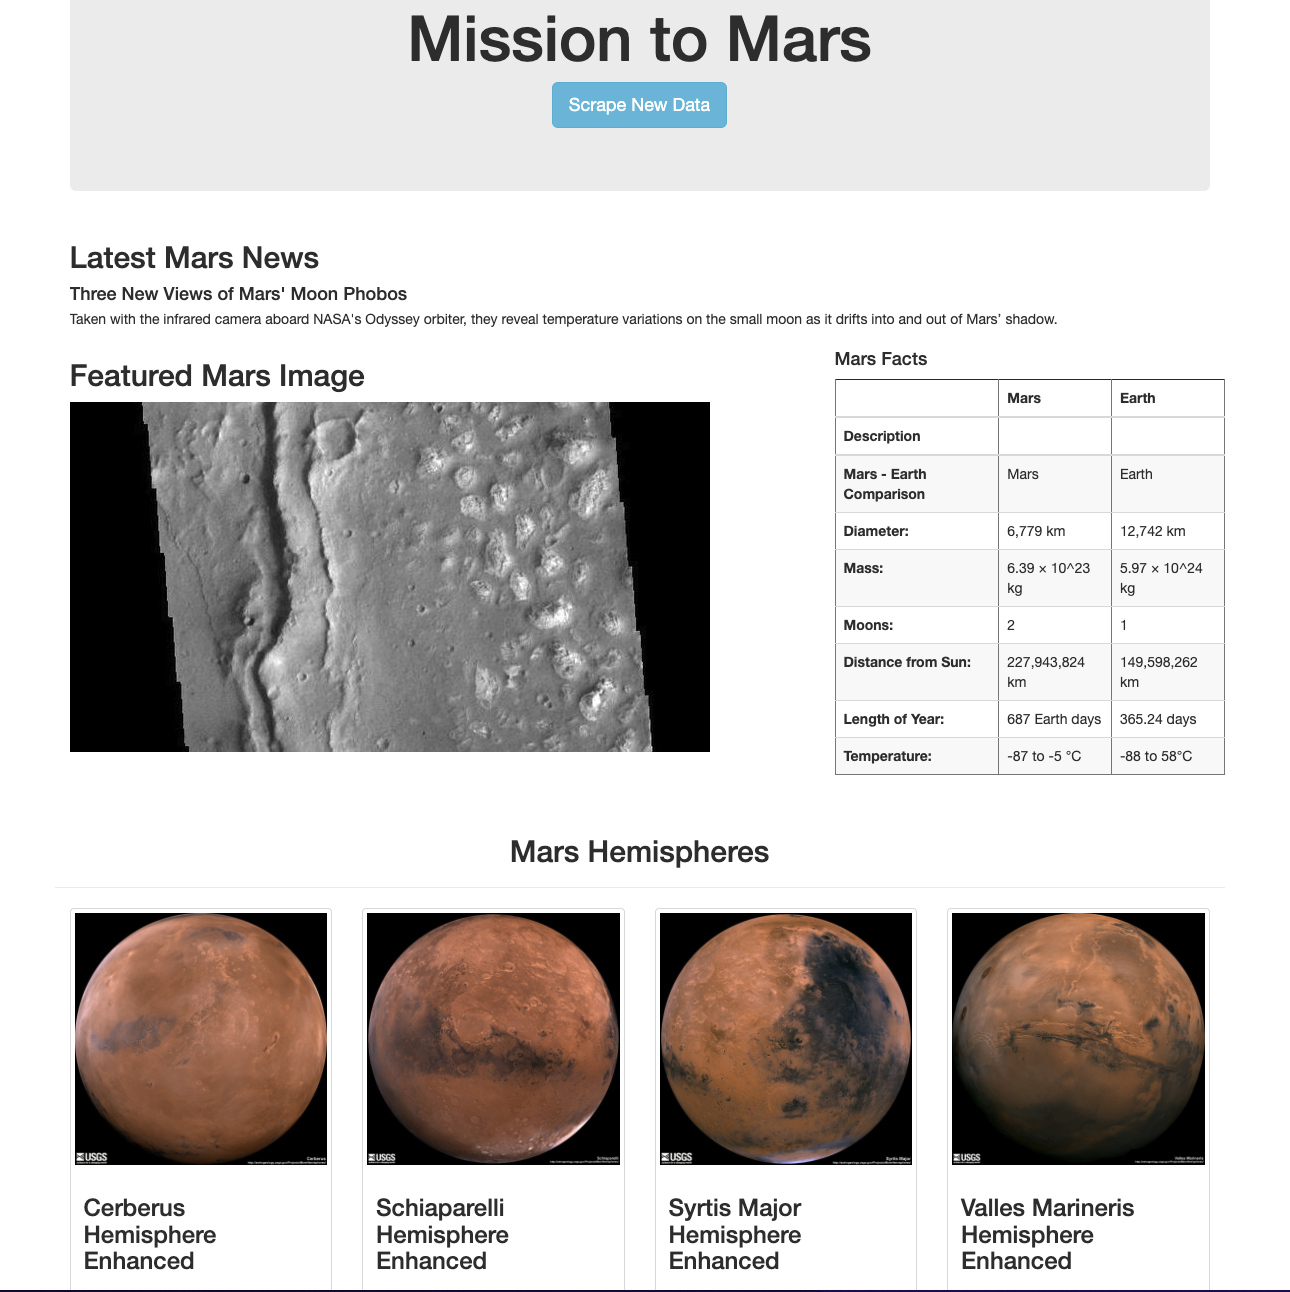 Mission to Mars
Scrape New Data
Latest Mars News
Three New Views of Mars' Moon Phobos
Taken with the infrared camera aboard NASA's Odyssey orbiter, they reveal temperature variations on the small moon as it drifts into and out of Mars’ shadow.
Featured Mars Image
Mars Facts
Mars Earth
Description
Mars - Earth Comparison Mars Earth
Diameter: 6,779 km 12,742 km
Mass: 6.39 × 10^23 kg 5.97 × 10^24 kg
Moons: 2 1
Distance from Sun: 227,943,824 km 149,598,262 km
Length of Year: 687 Earth days 365.24 days
Temperature: -87 to -5 °C -88 to 58°C
Mars Hemispheres
USGS
Cerberus
USGS
Schiaparelli
USGS
Syrtis Major
USGS
Valles Marineris
Cerberus
Hemisphere
Enhanced
Schiaparelli
Hemisphere
Enhanced
Syrtis Major
Hemisphere
Enhanced
Valles Marineris
Hemisphere
Enhanced